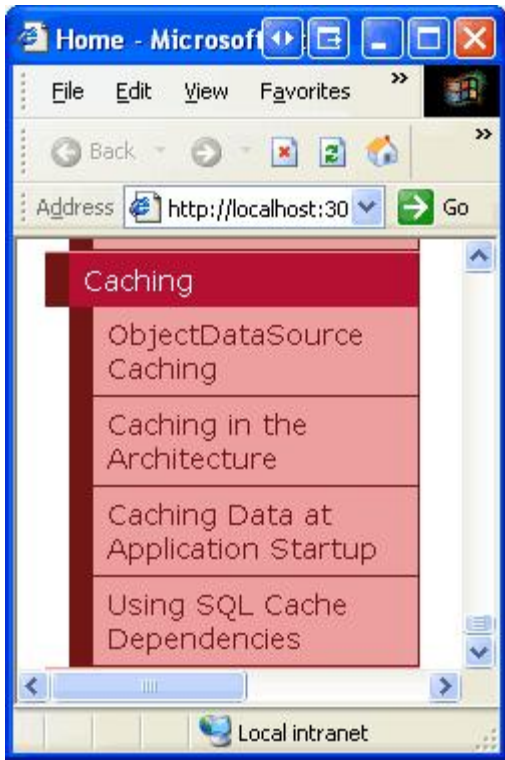 Home - Microsof
File Edit View Favorites »
Back »
Address http://localhost:30 Go
Caching
ObjectDataSource
Caching
Caching in the
Architecture
Caching Data at
Application Startup
Using SQL Cache
Dependencies
Local intranet